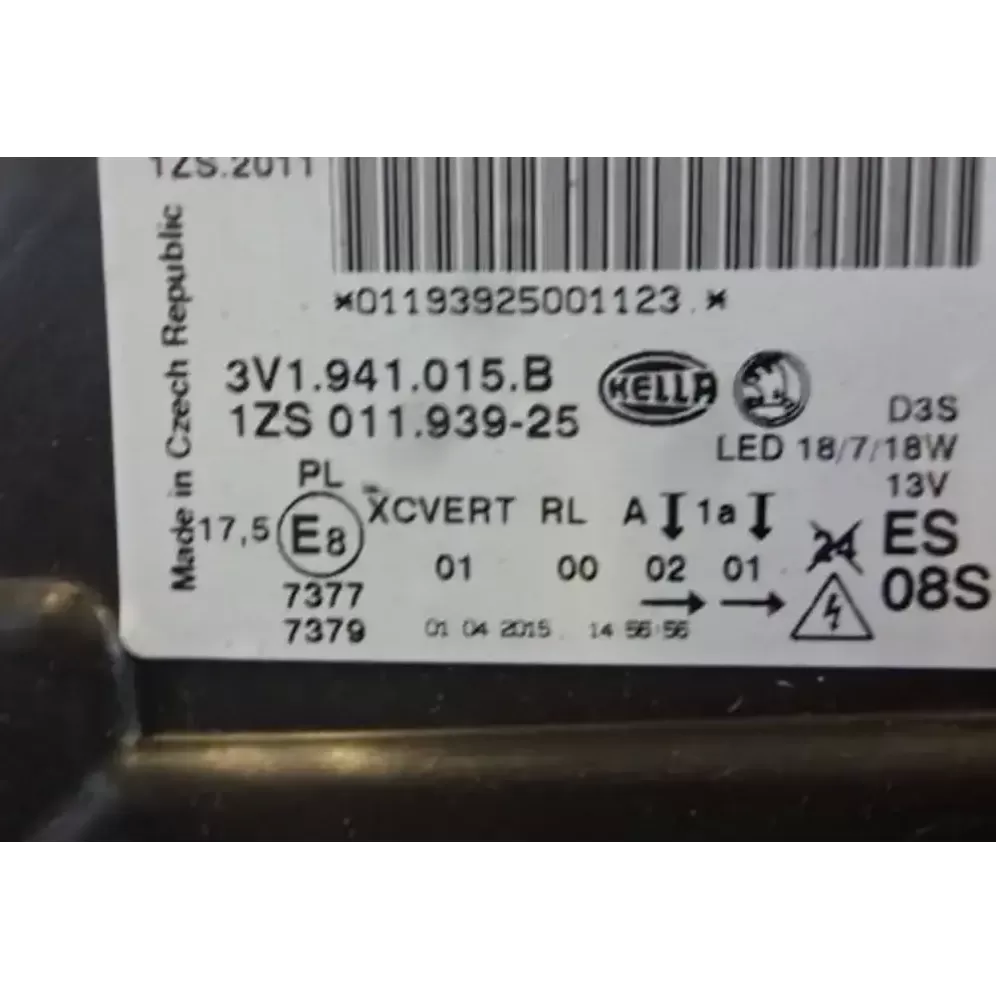 1ZS.2011
Made in Czech Republic
*01193925001123.*
3V1.941.015.B
HELLA
1ZS 011.939-25
D3S
LED 18/7/18W
13V
PL
17,5 E8 XCVERT RL A 1a
24 ES
01 00 02 01
08S
7377
7379 01 04 2015 14 56:56